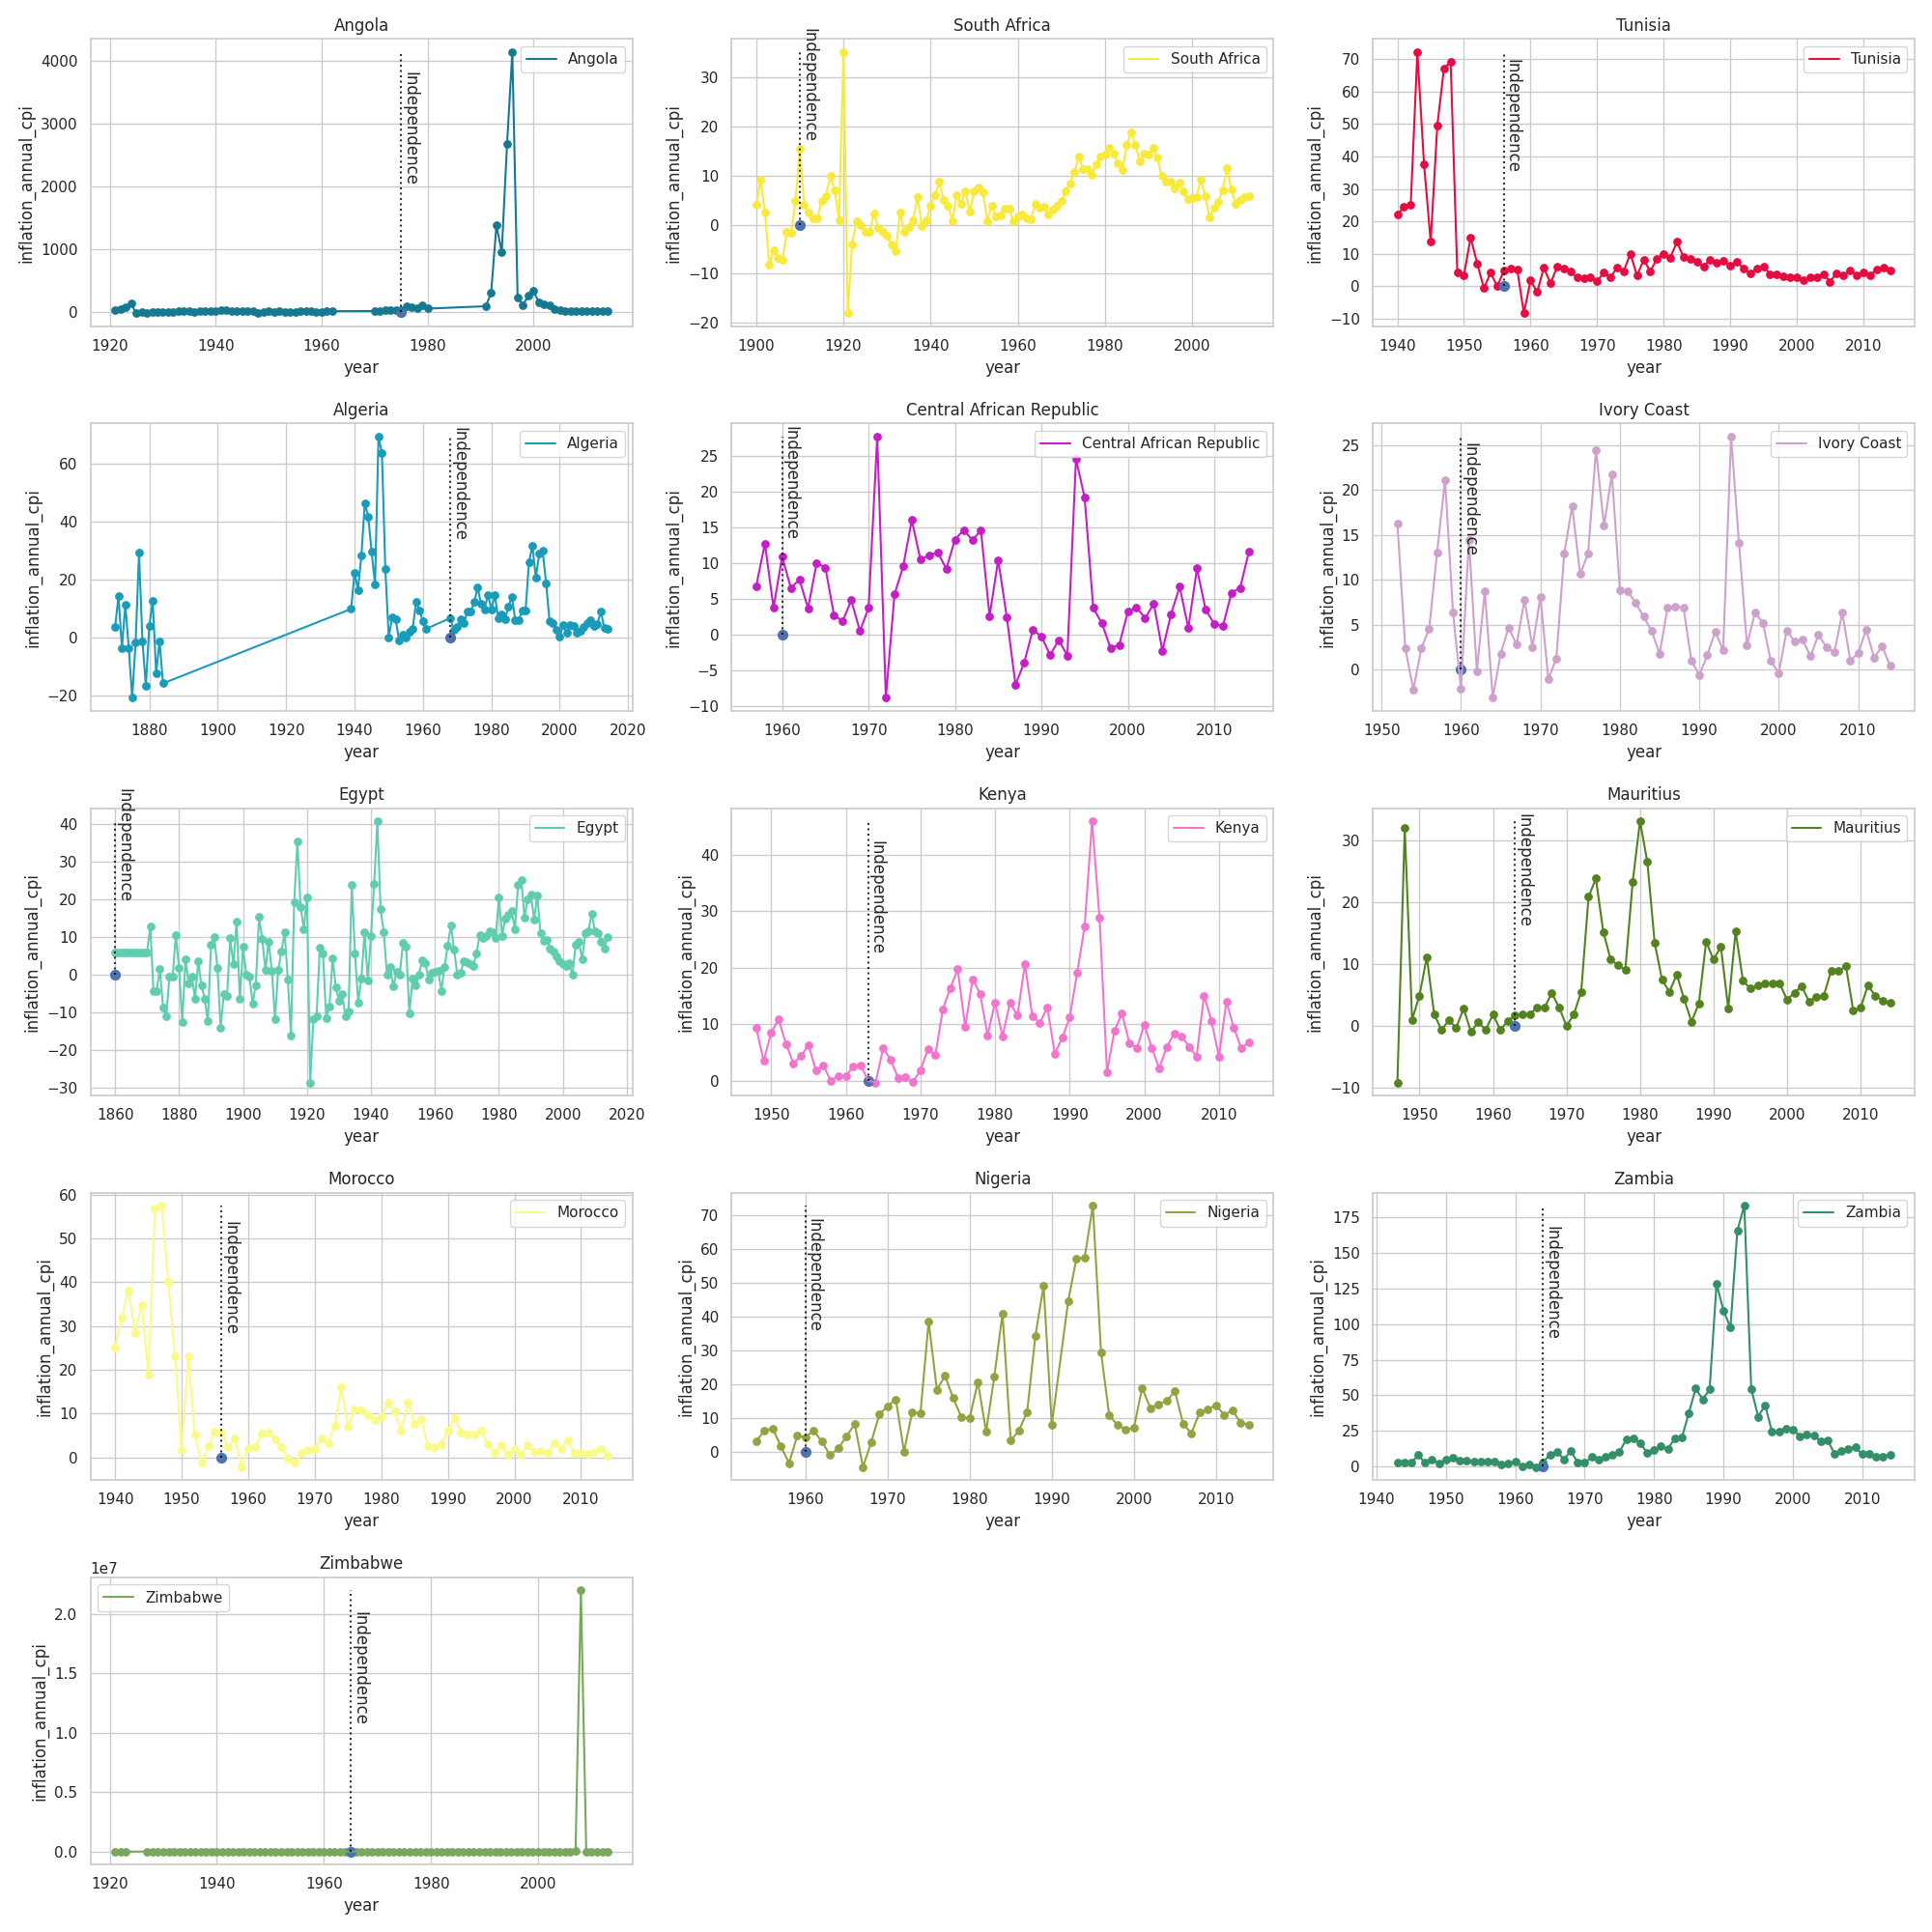 Angola
4000
3000
2000
1000
0
inflation_annual_cpi
Independence
Angola
1920 1940 1960 1980 2000
year
South Africa
30
20
10
0
−10
−20
inflation_annual_cpi
Independence
South Africa
1900 1920 1940 1960 1980 2000
year
Tunisia
70
60
50
40
30
20
10
0
−10
inflation_annual_cpi
Independence
Tunisia
1940 1950 1960 1970 1980 1990 2000 2010
year
Algeria
60
40
20
0
−20
inflation_annual_cpi
Independence
Algeria
1880 1900 1920 1940 1960 1980 2000 2020
year
Central African Republic
25
20
15
10
5
0
−5
−10
inflation_annual_cpi
Independence
Central African Republic
1960 1970 1980 1990 2000 2010
year
Ivory Coast
25
20
15
10
5
0
inflation_annual_cpi
Independence
Ivory Coast
1950 1960 1970 1980 1990 2000 2010
year
Egypt
40
30
20
10
0
−10
−20
−30
inflation_annual_cpi
Independence
Egypt
1860 1880 1900 1920 1940 1960 1980 2000 2020
year
Kenya
40
30
20
10
0
inflation_annual_cpi
Independence
Kenya
1950 1960 1970 1980 1990 2000 2010
year
Mauritius
30
20
10
0
−10
inflation_annual_cpi
Independence
Mauritius
1950 1960 1970 1980 1990 2000 2010
year
Morocco
60
50
40
30
20
10
0
inflation_annual_cpi
Independence
Morocco
1940 1950 1960 1970 1980 1990 2000 2010
year
Nigeria
70
60
50
40
30
20
10
0
inflation_annual_cpi
Independence
Nigeria
1960 1970 1980 1990 2000 2010
year
Zambia
175
150
125
100
75
50
25
0
inflation_annual_cpi
Independence
Zambia
1940 1950 1960 1970 1980 1990 2000 2010
year
Zimbabwe
1e7
2.0
1.5
1.0
0.5
0.0
inflation_annual_cpi
Independence
Zimbabwe
1920 1940 1960 1980 2000
year